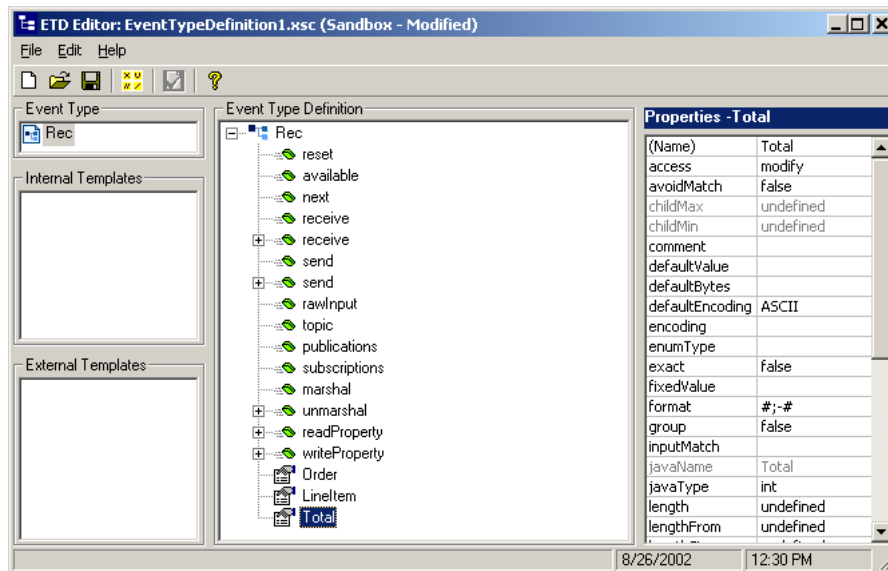 ETD Editor: EventTypeDefinition1.xsc (Sandbox - Modified)
File Edit Help
Event Type
Rec
Internal Templates
External Templates
Event Type Definition
Rec
reset
available
next
receive
receive
send
send
rawInput
topic
publications
subscriptions
marshal
unmarshal
readProperty
writeProperty
Order
LineItem
Total
Properties -Total
(Name) Total
access modify
avoidMatch false
childMax undefined
childMin undefined
comment
defaultValue
defaultBytes
defaultEncoding ASCII
encoding
enumType
exact false
fixedValue
format #;-#
group false
inputMatch
javaName Total
javaType int
length undefined
lengthFrom undefined
8/26/2002 12:30 PM